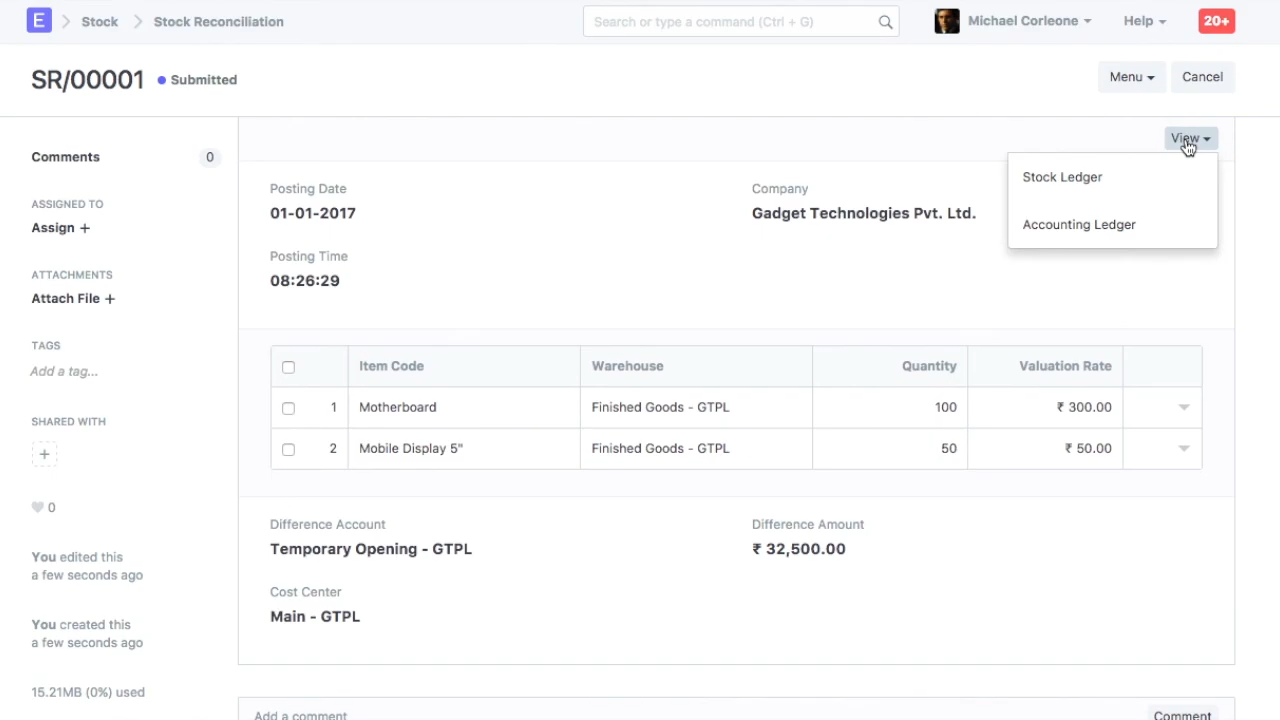 E Stock Stock Reconciliation Search or type a command (Ctrl + G) Michael Corleone Help 20+
SR/00001 Submitted Menu Cancel
Comments 0
ASSIGNED TO
Assign +
ATTACHMENTS
Attach File +
TAGS
Add a tag...
SHARED WITH
+
0
You edited this
a few seconds ago
You created this
a few seconds ago
15.21MB (0%) used
View
Stock Ledger
Accounting Ledger
Posting Date
01-01-2017
Company
Gadget Technologies Pvt. Ltd.
Posting Time
08:26:29
Item Code Warehouse Quantity Valuation Rate
1 Motherboard Finished Goods - GTPL 100 ₹ 300.00
2 Mobile Display 5" Finished Goods - GTPL 50 ₹ 50.00
Difference Account
Temporary Opening - GTPL
Difference Amount
₹ 32,500.00
Cost Center
Main - GTPL
Add a comment Comment